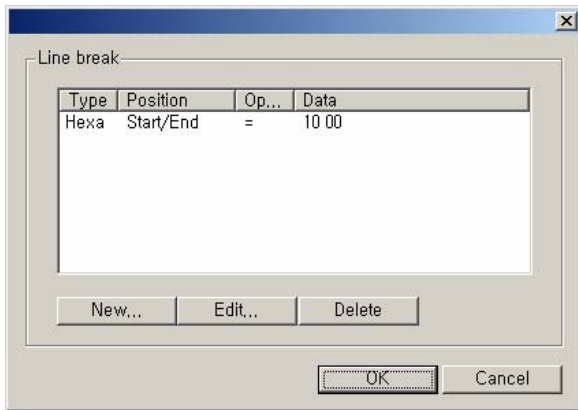 Line break
Type Position Op... Data
Hexa Start/End = 10 00
New... Edit... Delete
OK Cancel